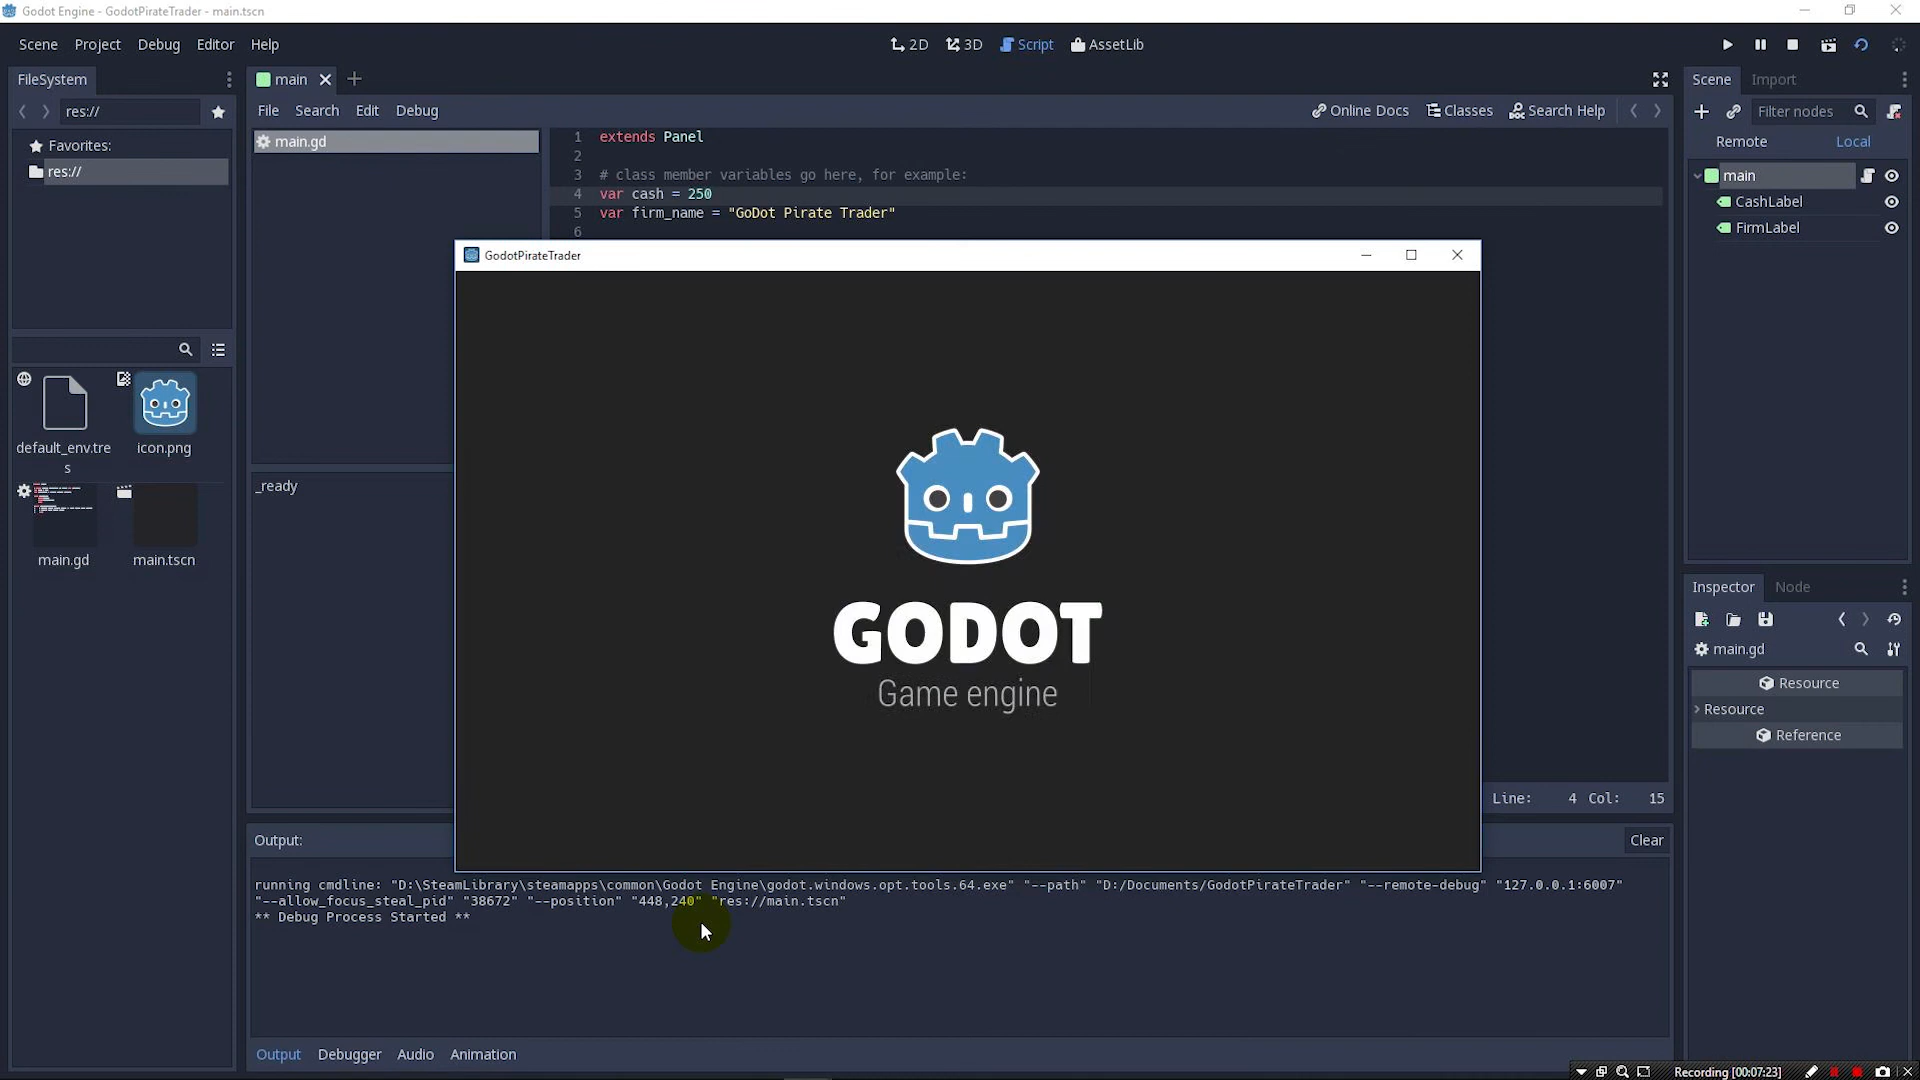 Godot Engine - GodotPirateTrader - main.tscn
Scene Project Debug Editor Help
2D 3D Script AssetLib
FileSystem
main
Scene Import
res://
File Search Edit Debug
Online Docs Classes Search Help
Filter nodes
Favorites:
res://
main.gd
Remote Local
1 extends Panel
2
3 # class member variables go here, for example:
4 var cash = 250
5 var firm_name = "GoDot Pirate Trader"
6
main
CashLabel
FirmLabel
GodotPirateTrader
default_env.tre
s
icon.png
main.gd
main.tscn
_ready
GODOT
Game engine
Inspector Node
main.gd
Resource
Resource
Reference
Line: 4 Col: 15
Output:
Clear
running cmdline: "D:\SteamLibrary\steamapps\common\Godot Engine\godot.windows.opt.tools.64.exe" "--path" "D:/Documents/GodotPirateTrader" "--remote-debug" "127.0.0.1:6007"
"--allow_focus_steal_pid" "38672" "--position" "448,240" "res://main.tscn"
** Debug Process Started **
Output Debugger Audio Animation
Recording [00:07:23]